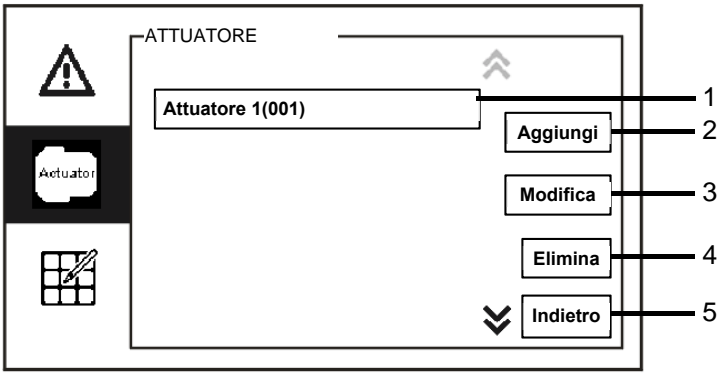 ATTUATORE
Attuatore 1(001)
1
Aggiungi
2
Actuator
Modifica
3
Elimina
4
Indietro
5